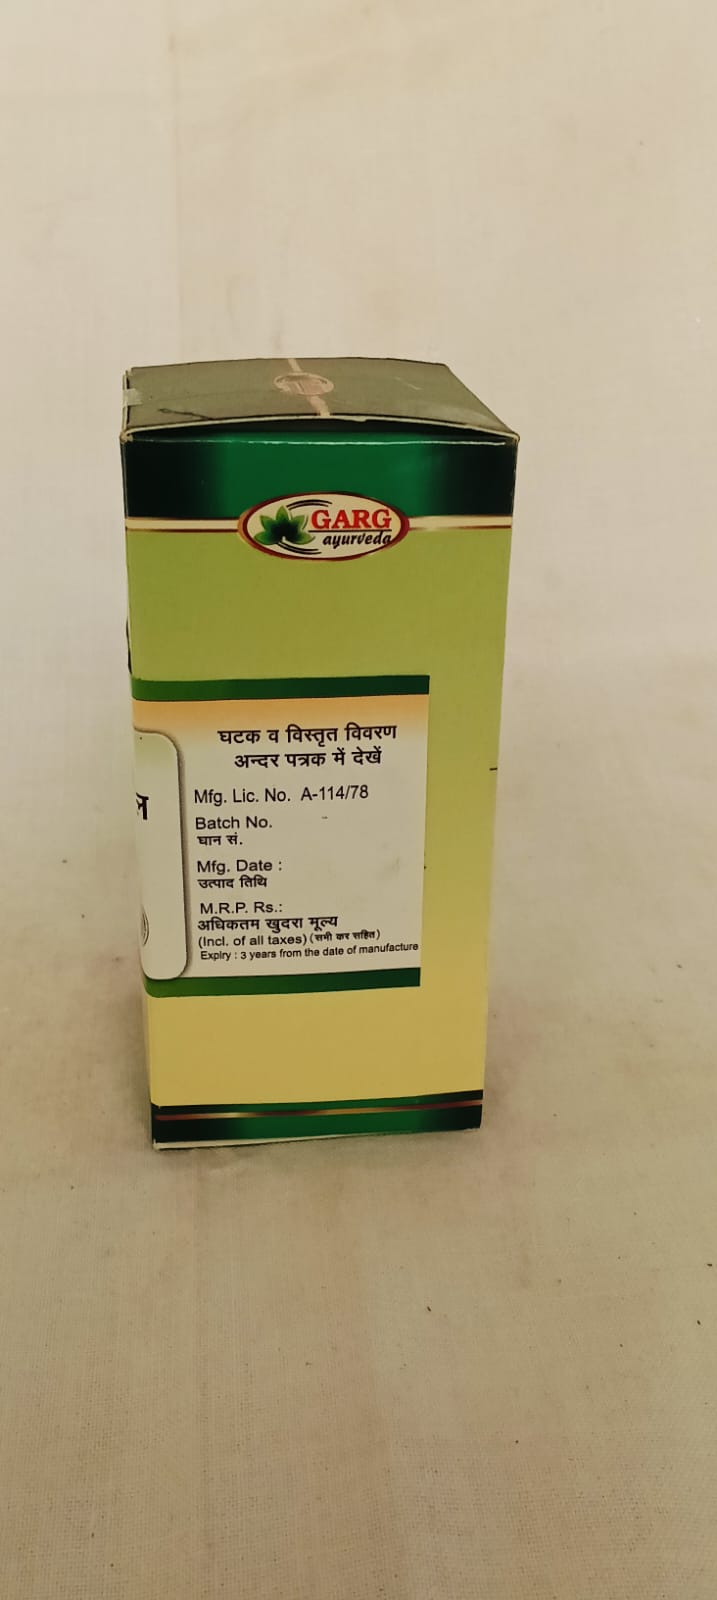 GARG
ayurveda
घटक व विस्तृत विवरण
अन्दर पत्रक में देखें
Mfg. Lic. No. A-114/78
Batch No.
घान सं.
Mfg. Date :
उत्पाद तिथि
M.R.P. Rs.:
अधिकतम खुदरा मूल्य
(Incl. of all taxes) (सभी कर सहित)
Expiry : 3 years from the date of manufacture